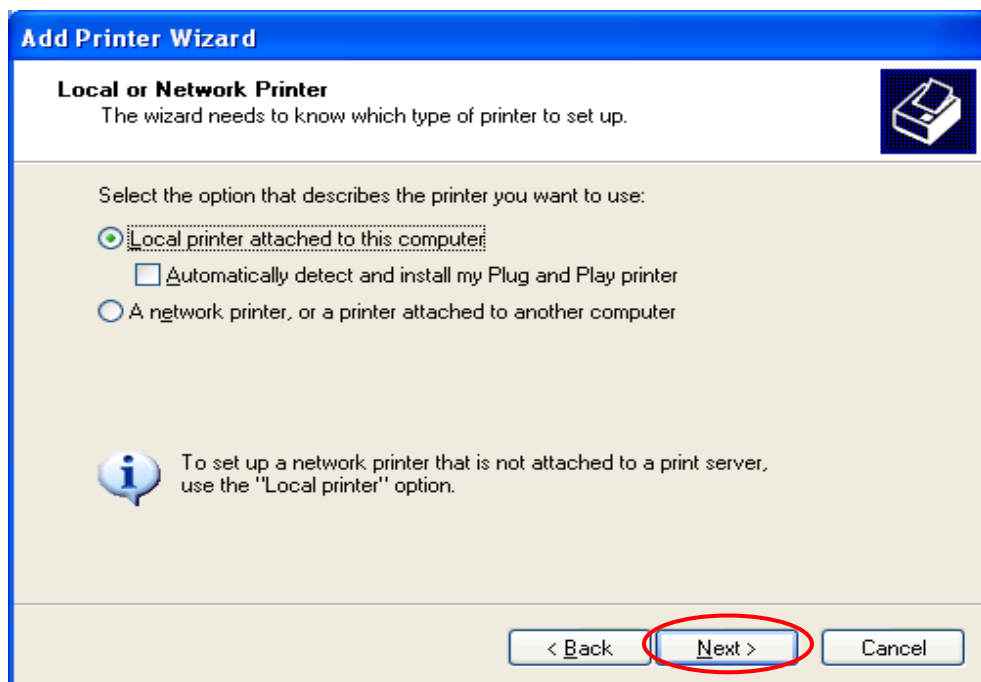 Add Printer Wizard
Local or Network Printer
The wizard needs to know which type of printer to set up.
Select the option that describes the printer you want to use:
Local printer attached to this computer
Automatically detect and install my Plug and Play printer
A network printer, or a printer attached to another computer
To set up a network printer that is not attached to a print server,
use the "Local printer" option.
< Back Next > Cancel